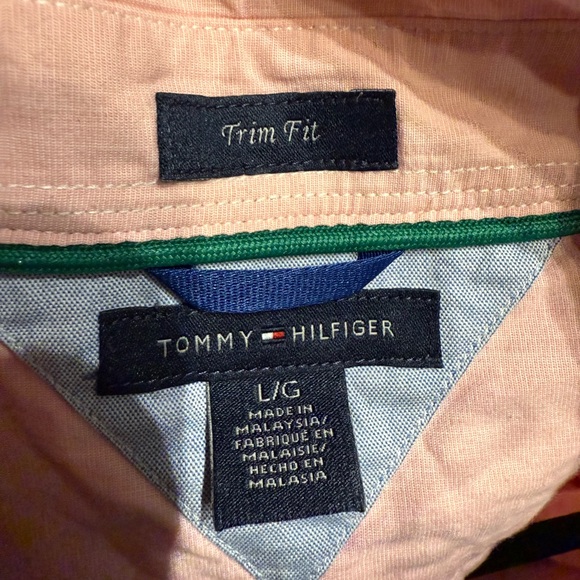 Trim Fit
TOMMY HILFIGER
L/G
MADE IN
MALAYSIA/
FABRIQUÉ EN
MALAISIE/
HECHO EN
MALASIA